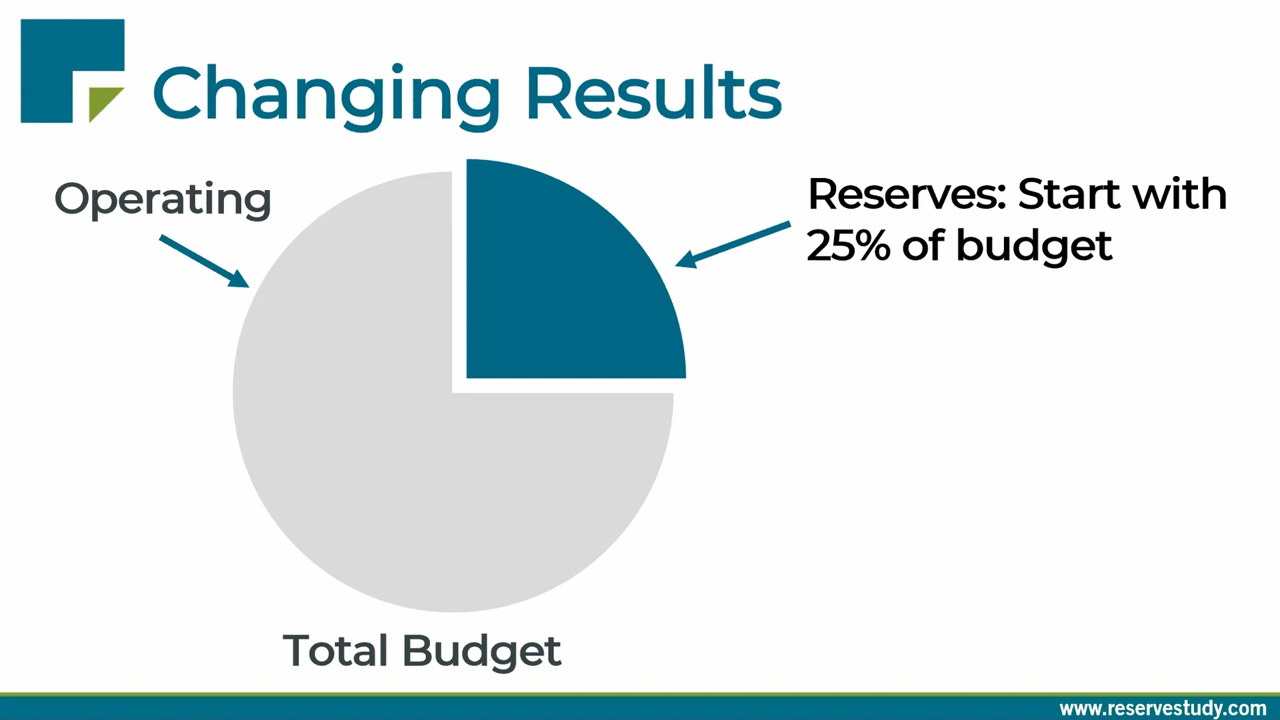 Changing Results
Operating
Reserves: Start with
25% of budget
Total Budget
www.reservestudy.com